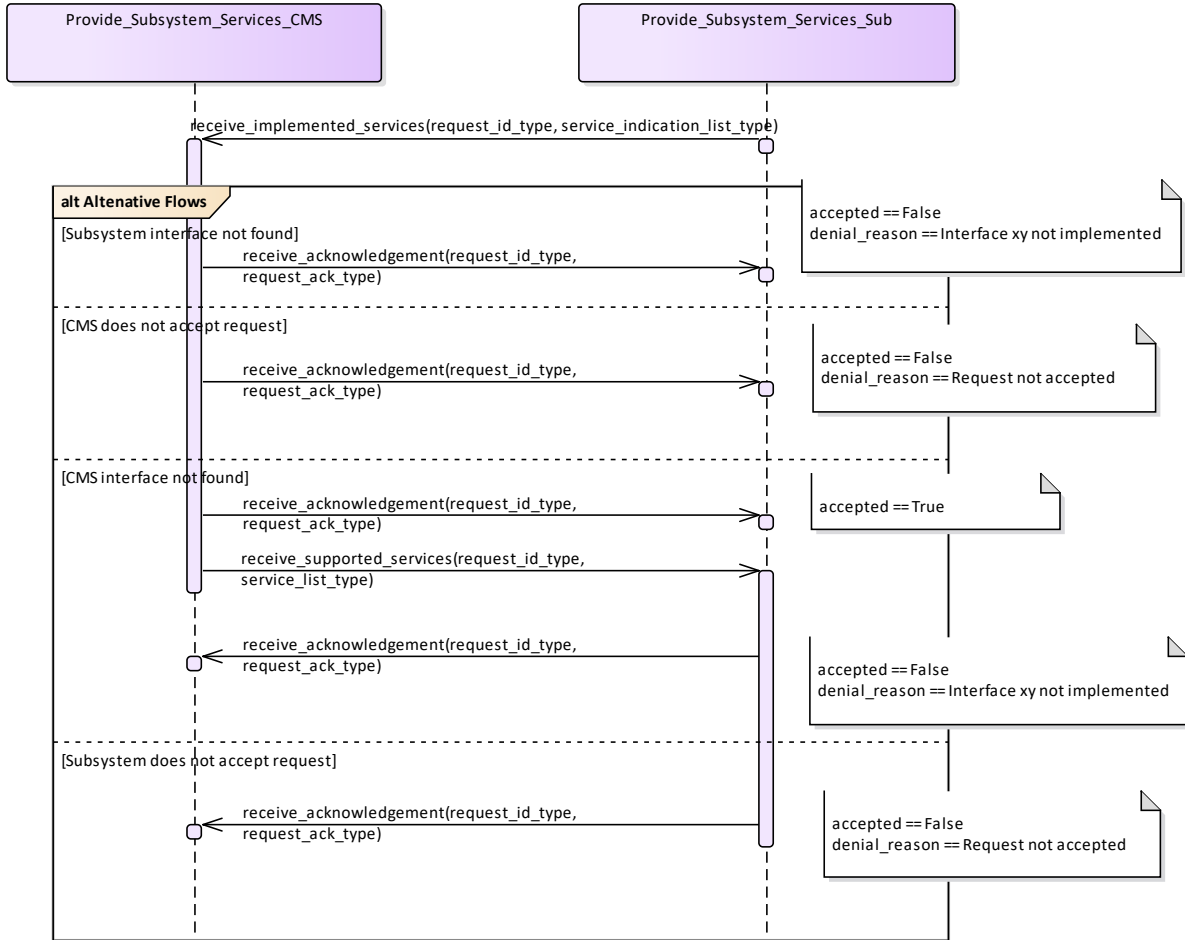 Provide_Subsystem_Services_CMS
Provide_Subsystem_Services_Sub
receive_implemented_services(request_id_type, service_indication_list_type)
alt Altenative Flows
[Subsystem interface not found]
accepted == False
denial_reason == Interface xy not implemented
receive_acknowledgement(request_id_type,
request_ack_type)
[CMS does not accept request]
accepted == False
denial_reason == Request not accepted
receive_acknowledgement(request_id_type,
request_ack_type)
[CMS interface not found]
receive_acknowledgement(request_id_type,
request_ack_type)
accepted == True
receive_supported_services(request_id_type,
service_list_type)
receive_acknowledgement(request_id_type,
request_ack_type)
accepted == False
denial_reason == Interface xy not implemented
[Subsystem does not accept request]
receive_acknowledgement(request_id_type,
request_ack_type)
accepted == False
denial_reason == Request not accepted